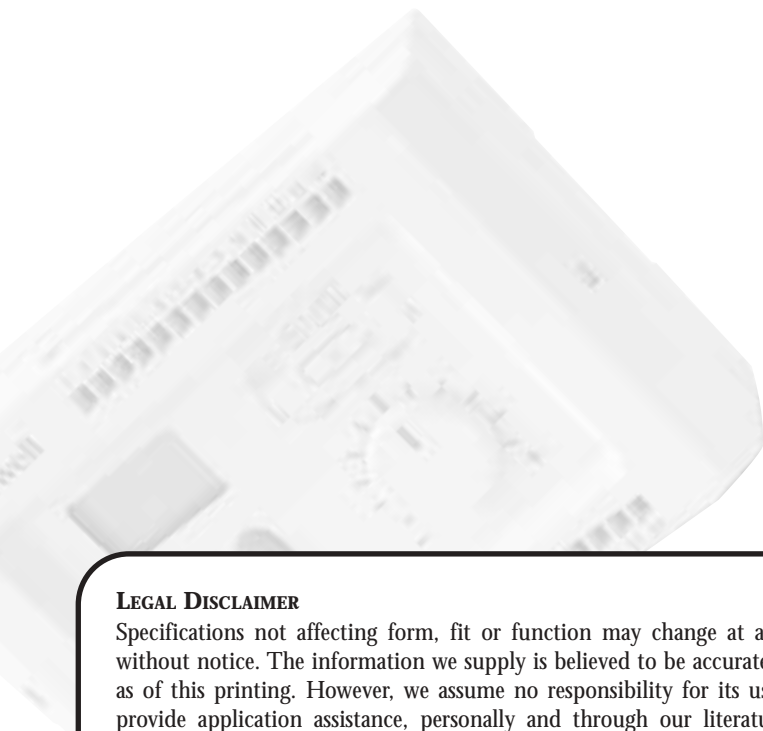 LEGAL DISCLAIMER
Specifications not affecting form, fit or function may change at a
without notice. The information we supply is believed to be accurate
as of this printing. However, we assume no responsibility for its us
provide application assistance, personally and through our literatu